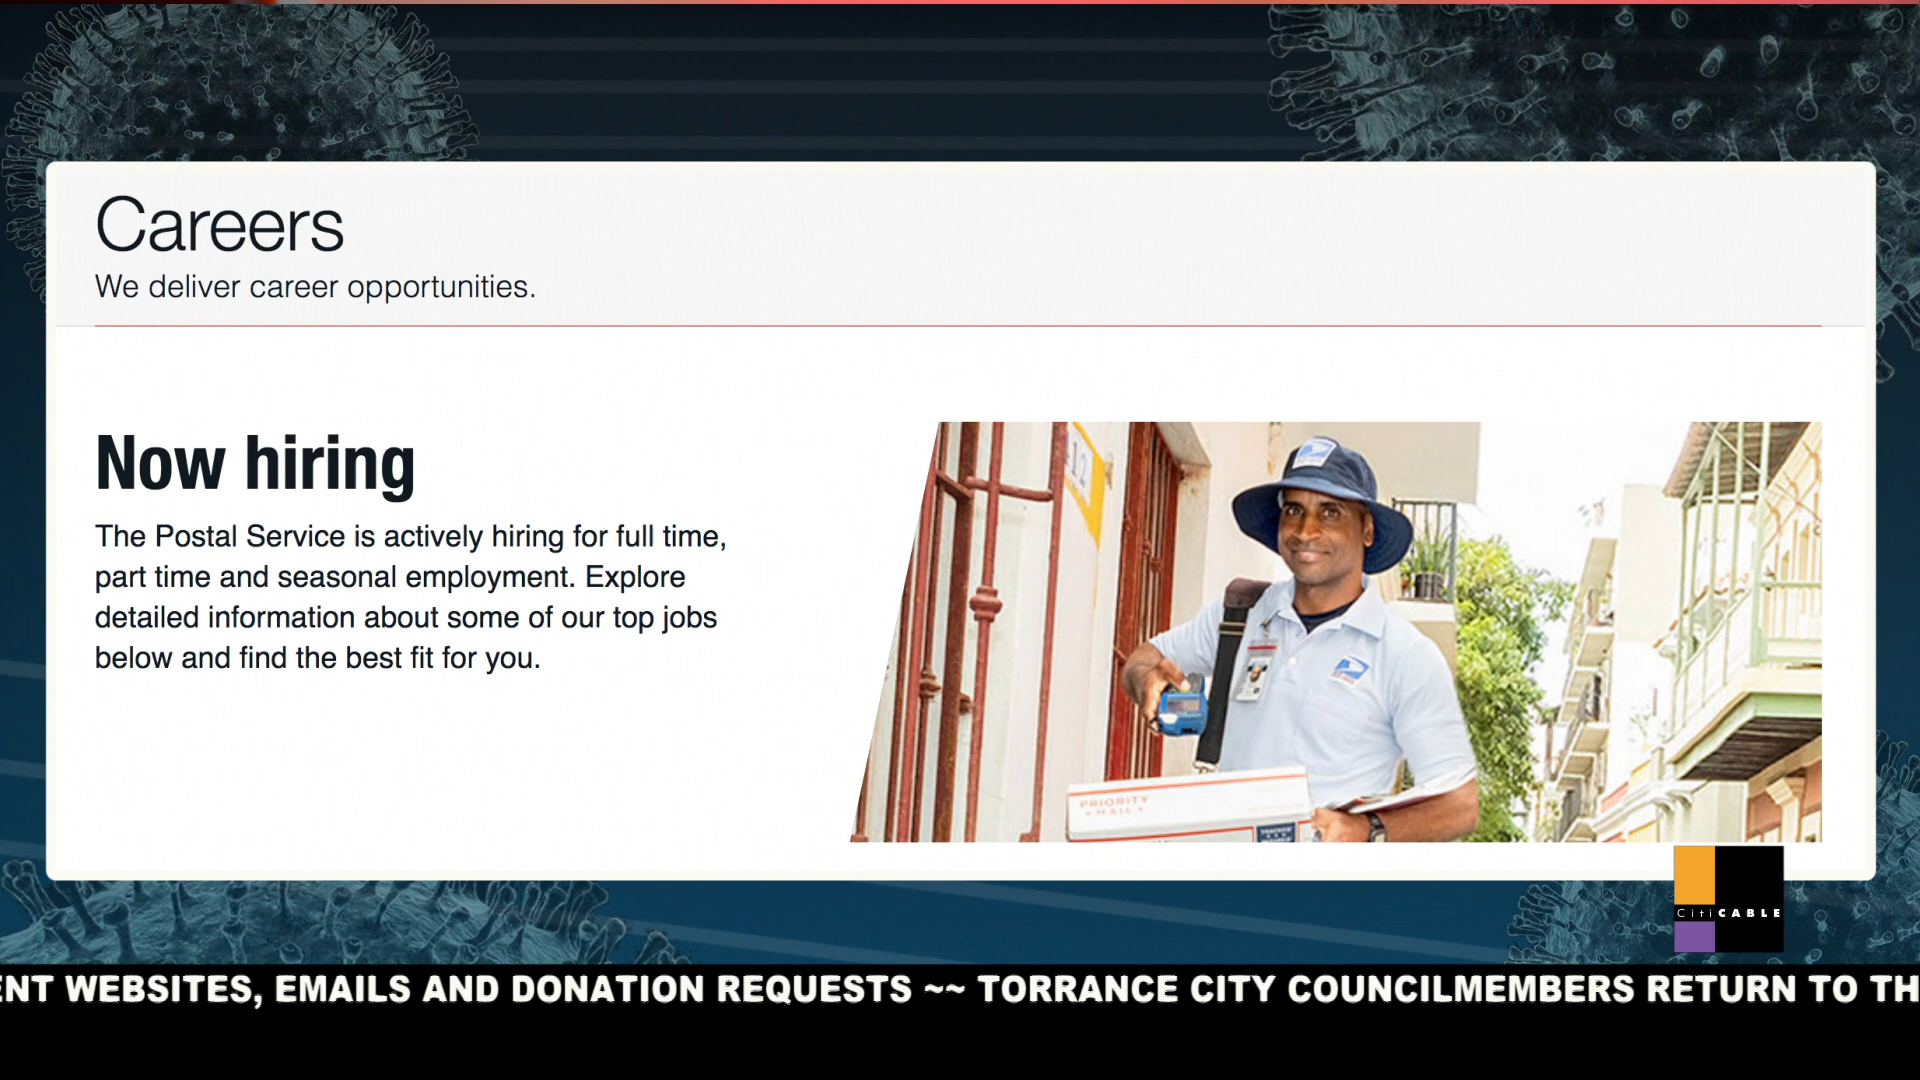 Careers
We deliver career opportunities.
Now hiring
The Postal Service is actively hiring for full time,
part time and seasonal employment. Explore
detailed information about some of our top jobs
below and find the best fit for you.
PRIORITY
MAIL
CitiCABLE
ENT WEBSITES, EMAILS AND DONATION REQUESTS ~~ TORRANCE CITY COUNCILMEMBERS RETURN TO TH